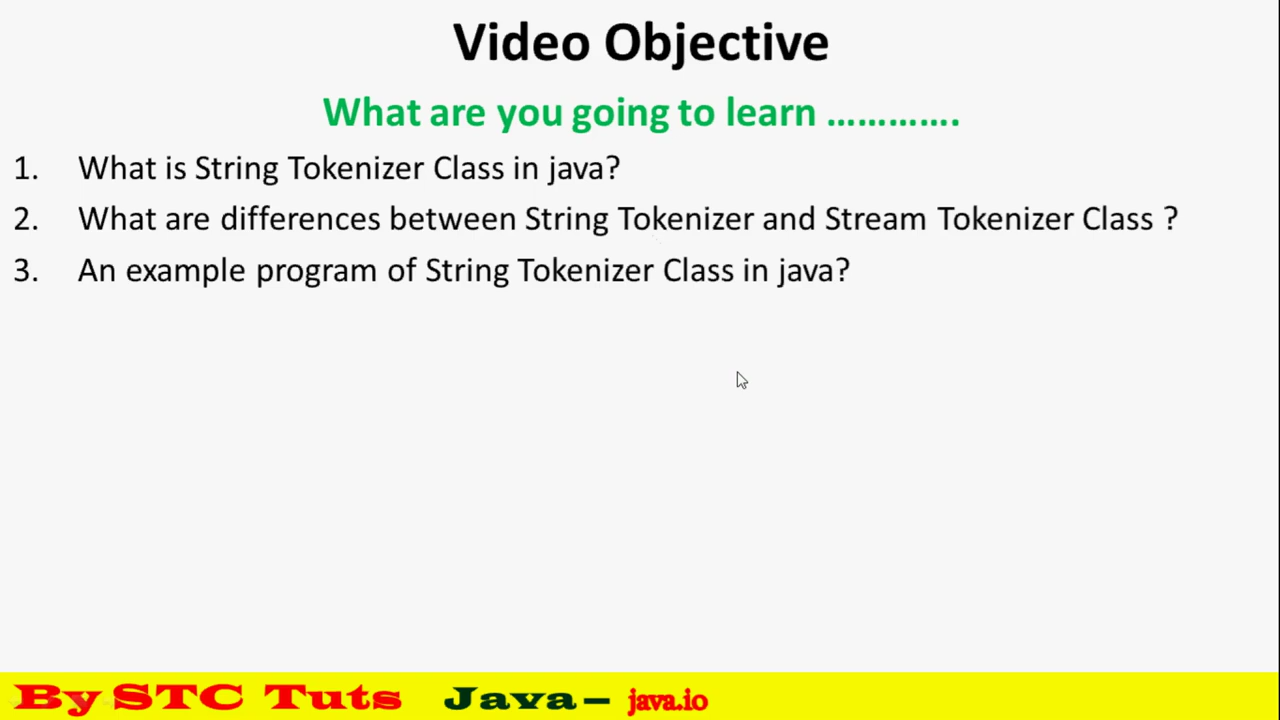 Video Objective
What are you going to learn ………….
1. What is String Tokenizer Class in java?
2. What are differences between String Tokenizer and Stream Tokenizer Class ?
3. An example program of String Tokenizer Class in java?
By STC Tuts Java – java.io